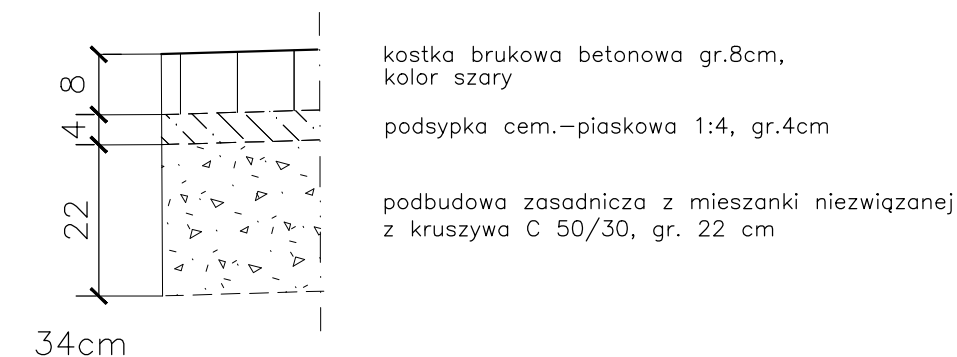 8
kostka brukowa betonowa gr.8cm,
kolor szary
4
podsypka cem.–piaskowa 1:4, gr.4cm
22
podbudowa zasadnicza z mieszanki niezwiązanej
z kruszywa C 50/30, gr. 22 cm
34cm